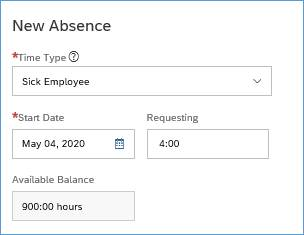 New Absence
*Time Type
Sick Employee
*Start Date Requesting
May 04, 2020 4:00
Available Balance
900:00 hours